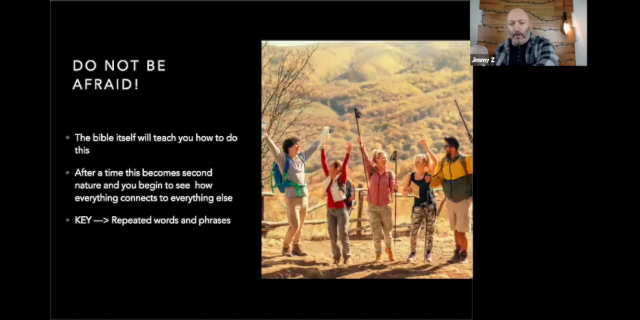 DO NOT BE
AFRAID!
The bible itself will teach you how to do
this
After a time this becomes second
nature and you begin to see how
everything connects to everything else
KEY —> Repeated words and phrases
Jimmy Z